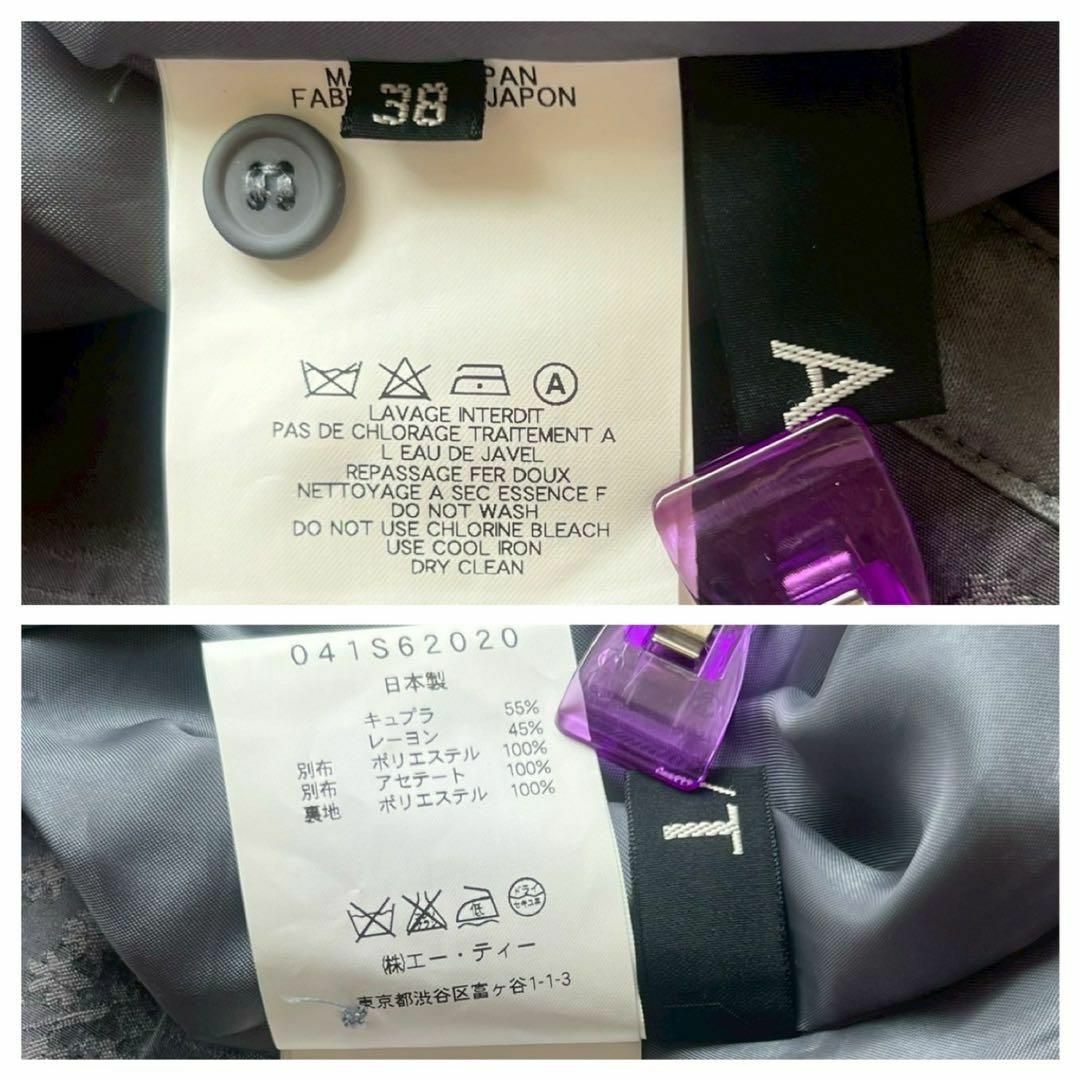 38
JAPON
A
A
LAVAGE INTERDIT
PAS DE CHLORAGE TRAITEMENT A
L EAU DE JAVEL
REPASSAGE FER DOUX
NETTOYAGE A SEC ESSENCE F
DO NOT WASH
DO NOT USE CHLORINE BLEACH
USE COOL IRON
DRY CLEAN
041S62020
日本製
キュプラ 55%
レーヨン 45%
別布 ポリエステル 100%
別布 アセテート 100%
裏地 ポリエステル 100%
低
ドライ
セキユ系
㈱エー・ティー
東京都渋谷区富ヶ谷1-1-3
T